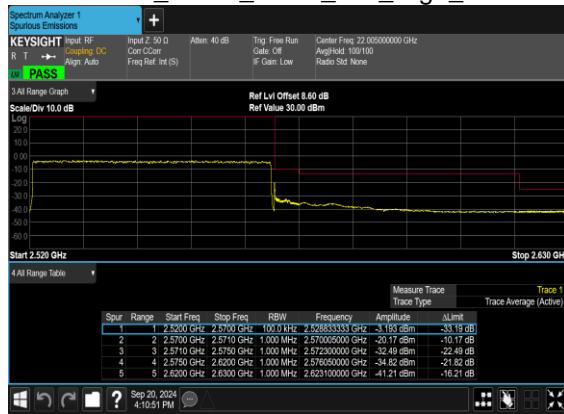 Spectrum Analyzer 1
Spurious Emissions
+
KEYSIGHT Input: RF Input Z: 50 Ω Atten: 40 dB Trig: Free Run Center Freq: 22.005000000 GHz
R T Coupling: DC Corr CCorr Gate: Off Avg|Hold: 100/100
Align: Auto Freq Ref: Int (S) IF Gain: Low Radio Std: None
PASS
3 All Range Graph Ref Lvl Offset 8.60 dB
Scale/Div 10.0 dB Ref Value 30.00 dBm
Log
20.0
10.0
0.00
-10.0
-20.0
-30.0
-40.0
-50.0
-60.0
Start 2.520 GHz Stop 2.630 GH
4 All Range Table
Measure Trace Trace 1
Trace Type Trace Average (Active)
Spur Range Start Freq Stop Freq RBW Frequency Amplitude ΔLimit
1 1 2.5200 GHz 2.5700 GHz 100.0 kHz 2.528833333 GHz -3.193 dBm -33.19 dB
2 2 2.5700 GHz 2.5710 GHz 1.000 MHz 2.570005000 GHz -20.17 dBm -10.17 dB
3 3 2.5710 GHz 2.5750 GHz 1.000 MHz 2.572300000 GHz -32.49 dBm -22.49 dB
4 4 2.5750 GHz 2.6200 GHz 1.000 MHz 2.576050000 GHz -34.82 dBm -21.82 dB
5 5 2.6200 GHz 2.6300 GHz 1.000 MHz 2.623100000 GHz -41.21 dBm -16.21 dB
? Sep 20, 2024
4:10:51 PM